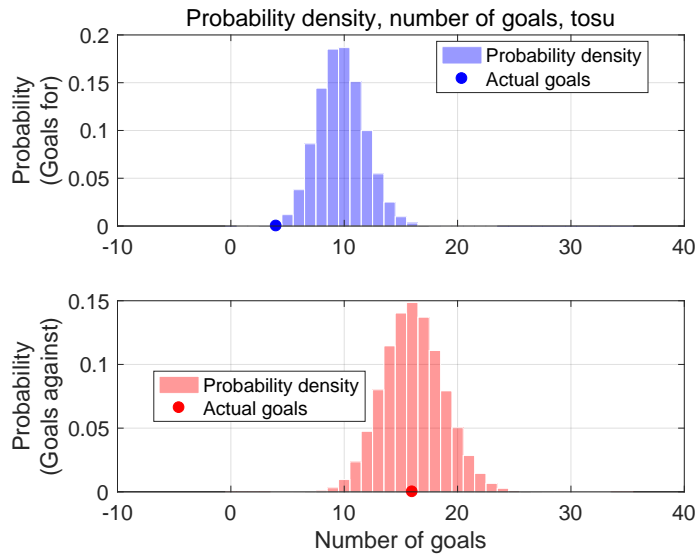 Probability density, number of goals, tosu
Probability
(Goals for)
0.2
0.15
0.1
0.05
0
-10 0 10 20 30 40
Probability density
Actual goals
Probability
(Goals against)
0.15
0.1
0.05
0
-10 0 10 20 30 40
Probability density
Actual goals
Number of goals